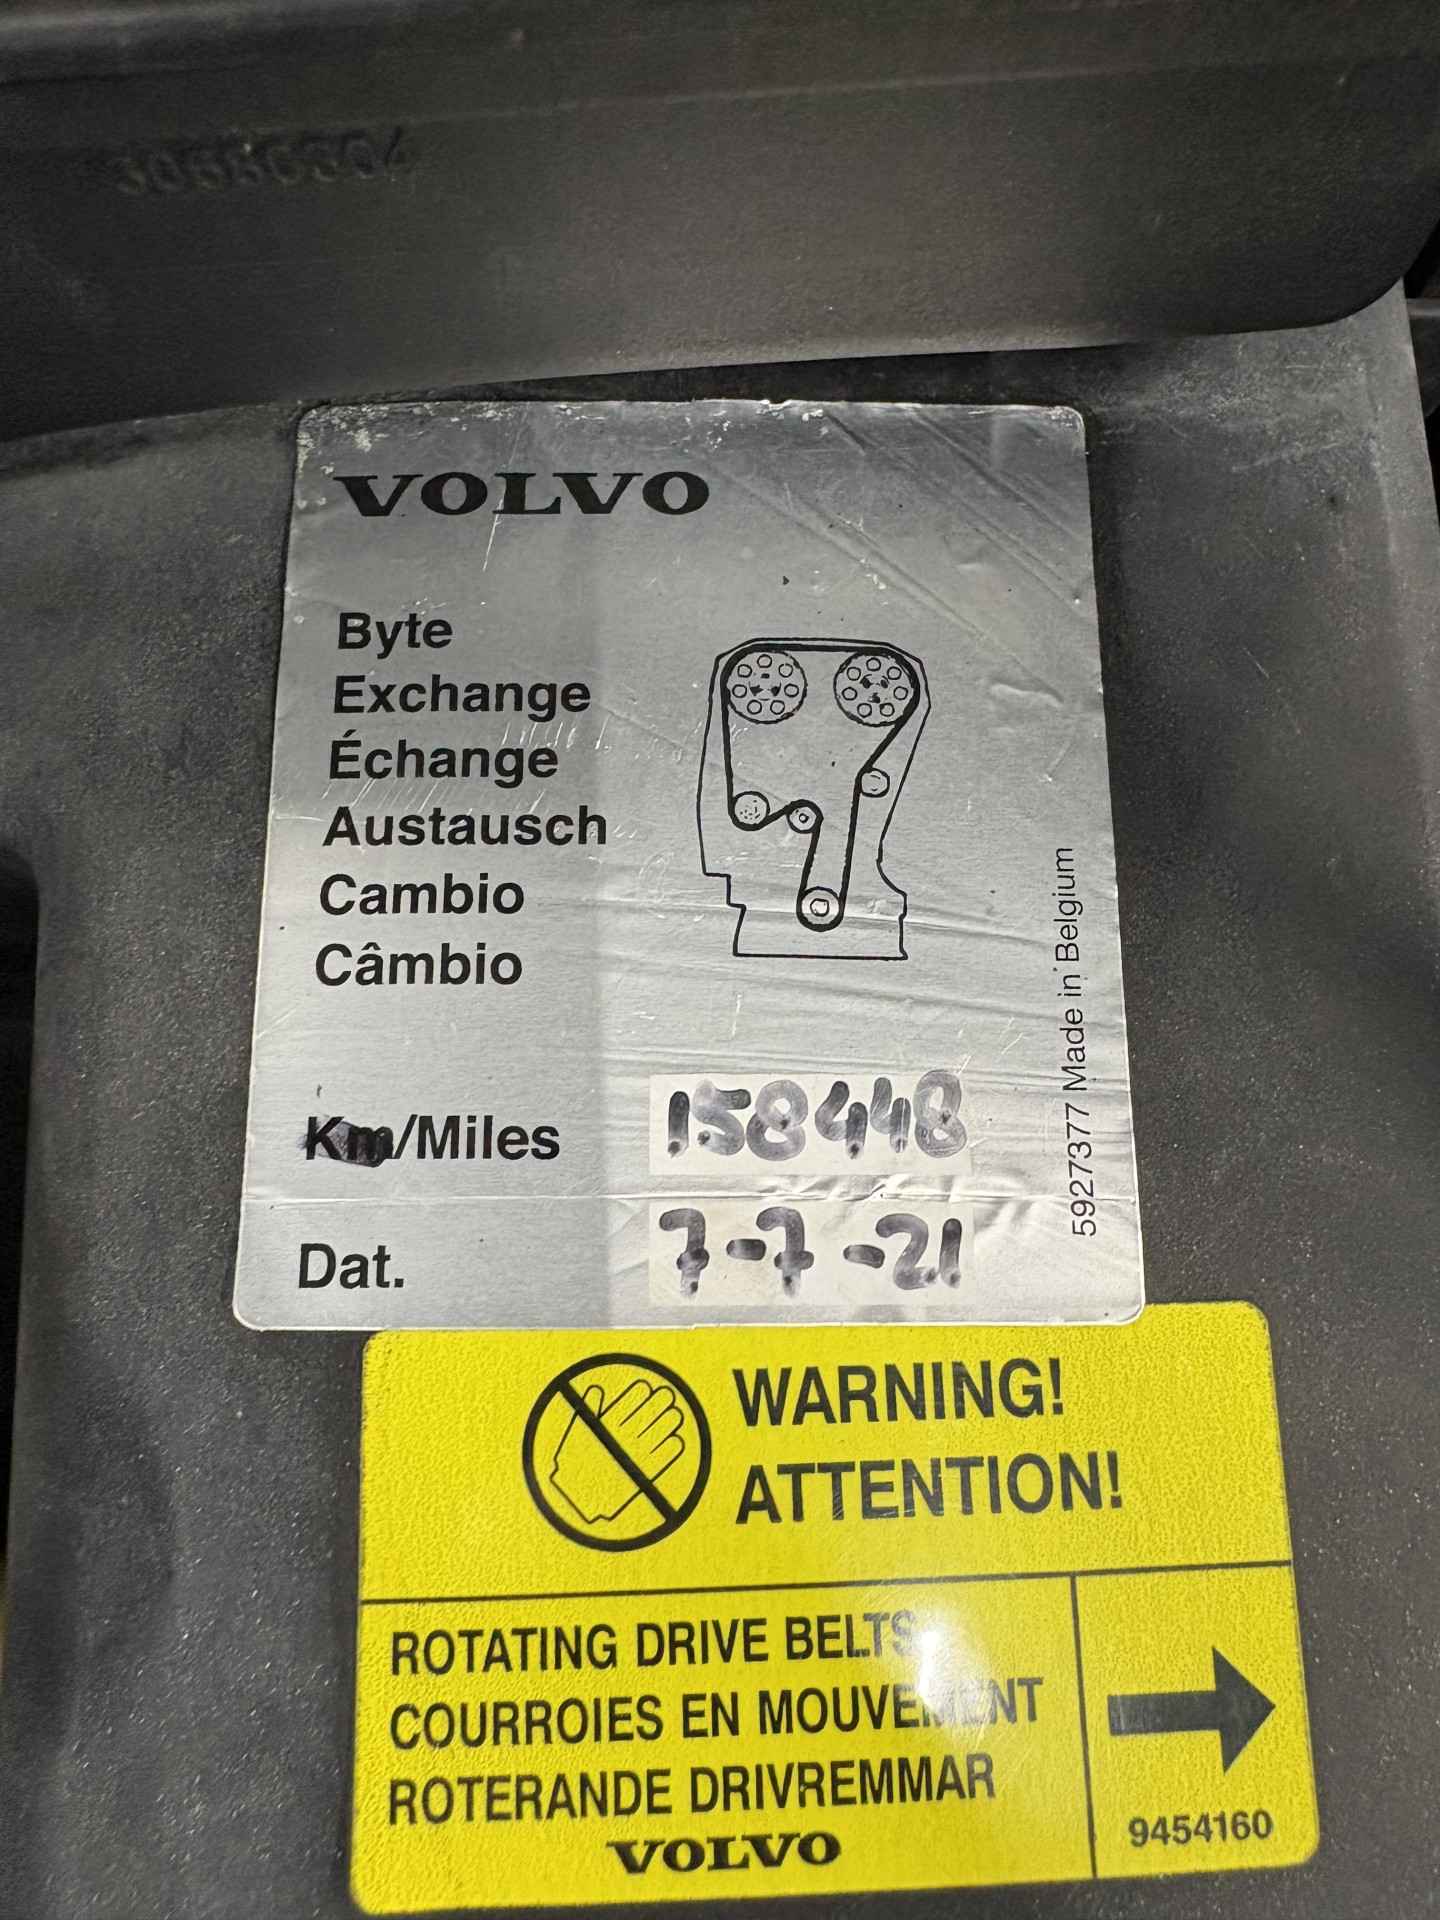 30680304
VOLVO
Byte
Exchange
Échange
Austausch
Cambio
Câmbio
Km/Miles 158448
Dat. 7-7-21
5927377 Made in Belgium
WARNING!
ATTENTION!
ROTATING DRIVE BELTS
COURROIES EN MOUVEMENT
ROTERANDE DRIVREMMAR
VOLVO
9454160